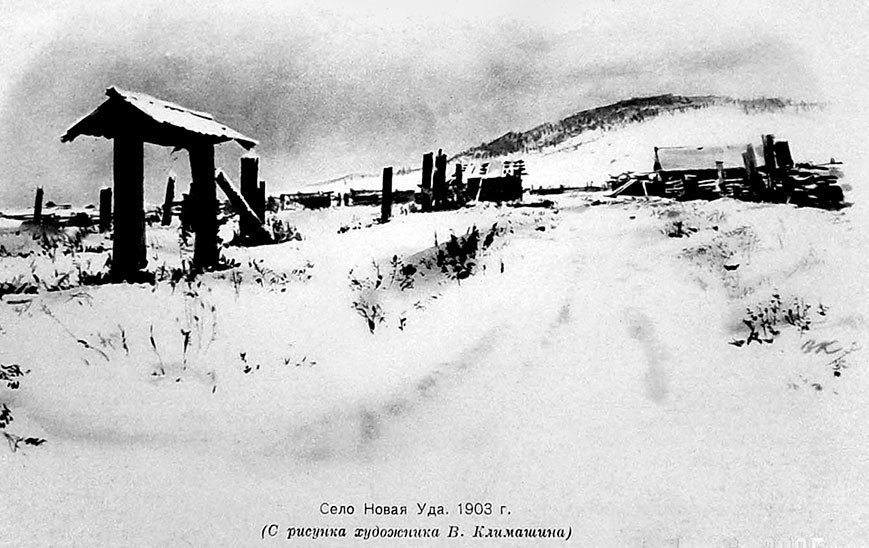 Село Новая Уда. 1903 г.
(С рисунка художника В. Климашина)